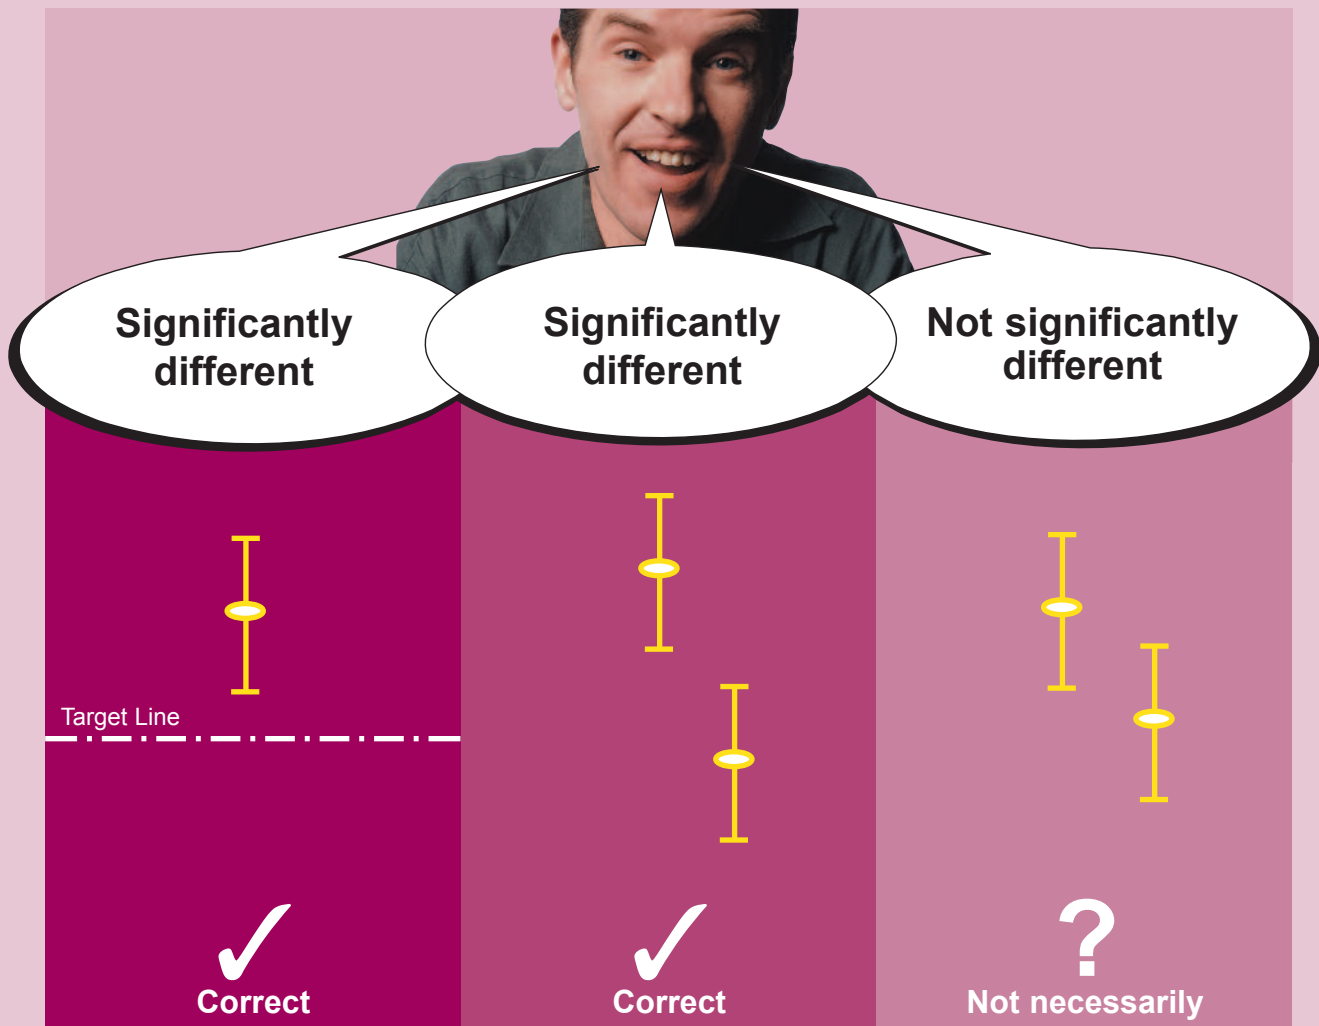 Significantly
different
Significantly
different
Not significantly
different
Target Line
✓
Correct
✓
Correct
?
Not necessarily